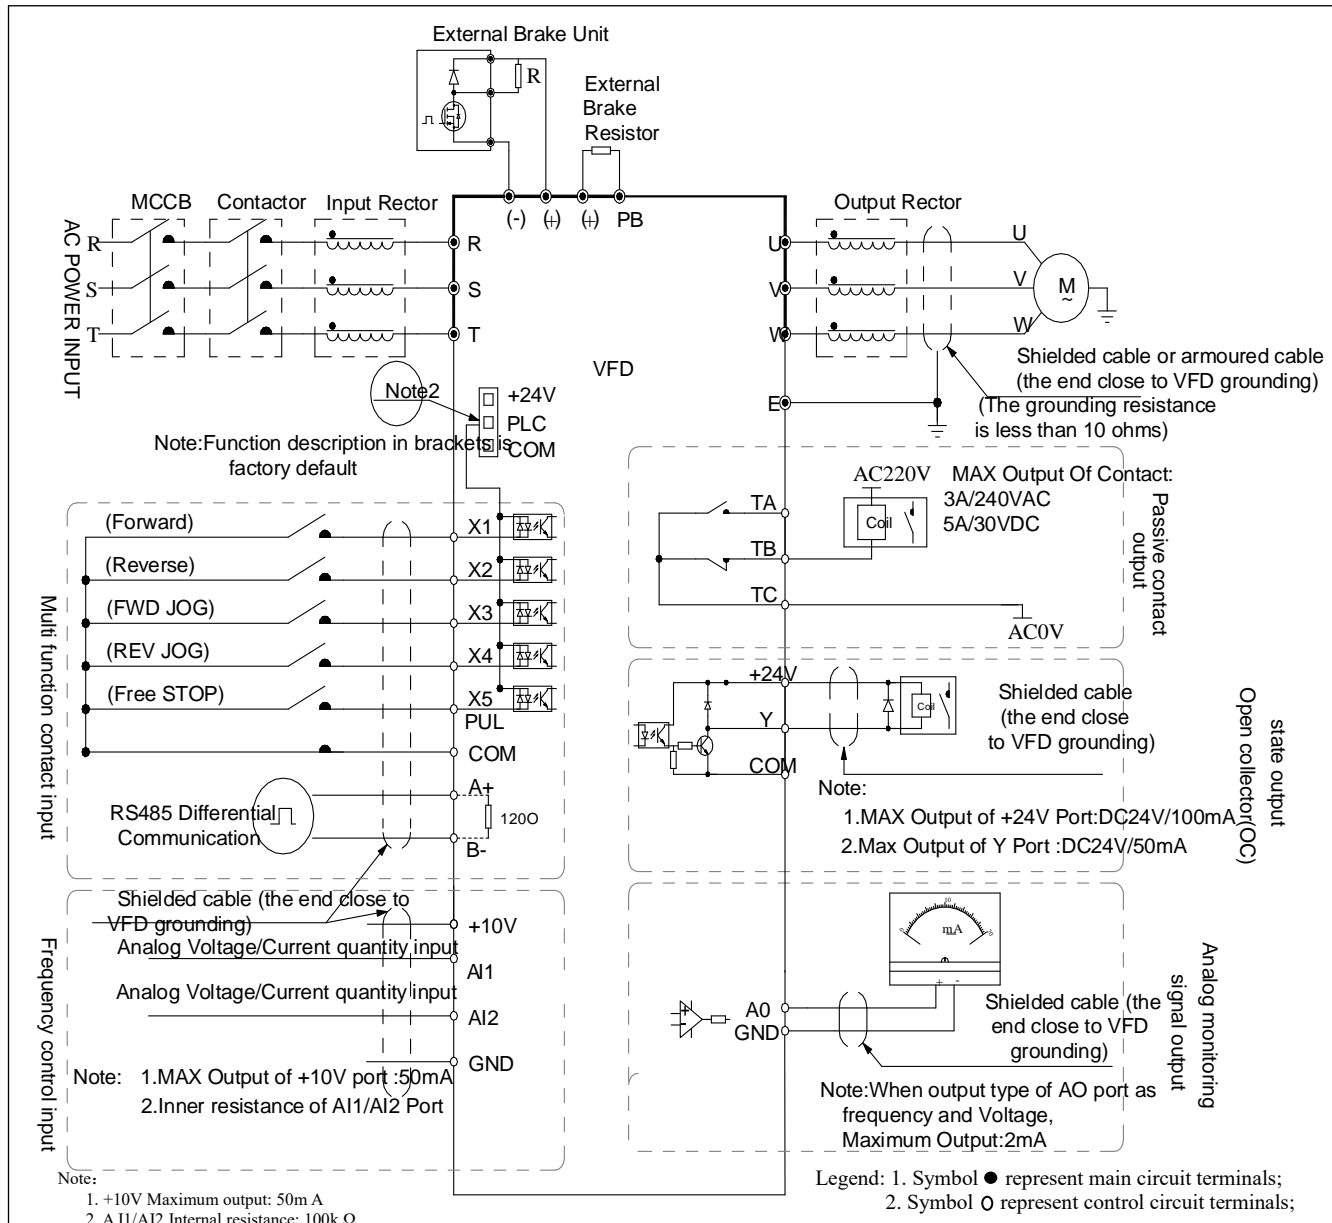 External Brake Unit
R
External
Brake
Resistor
MCCB
Contactor
Input Rector
(-)
(+)
(+)
PB
Output Rector
AC POWER INPUT
R
S
T
R
S
T
U
V
W
U
V
W
M
~
VFD
Shielded cable or armoured cable
(the end close to VFD grounding)
(The grounding resistance
is less than 10 ohms)
E
Note2
+24V
PLC
COM
Note:Function description in brackets is
factory default
Multi function contact input
(Forward)
(Reverse)
(FWD JOG)
(REV JOG)
(Free STOP)
X1
X2
X3
X4
X5
PUL
COM
A+
B-
120O
RS485 Differential
Communication
TA
TB
TC
AC220V
Coil
MAX Output Of Contact:
3A/240VAC
5A/30VDC
AC0V
Passive contact
output
+24V
Y
COM
Coil
Shielded cable
(the end close
to VFD grounding)
Note:
1.MAX Output of +24V Port:DC24V/100mA
2.Max Output of Y Port :DC24V/50mA
state output
Open collector(OC)
Frequency control input
Shielded cable (the end close to
VFD grounding)
+10V
Analog Voltage/Current quantity input
AI1
Analog Voltage/Current quantity input
AI2
GND
Note: 1.MAX Output of +10V port :50mA
2.Inner resistance of AI1/AI2 Port
0
10
20
mA
+ -
A0
GND
Shielded cable (the
end close to VFD
grounding)
Note:When output type of AO port as
frequency and Voltage,
Maximum Output:2mA
Analog monitoring
signal output
Note:
1. +10V Maximum output: 50m A
2. A I1/AI2 Internal resistance: 100k Ω
Legend: 1. Symbol ● represent main circuit terminals;
2. Symbol O represent control circuit terminals;